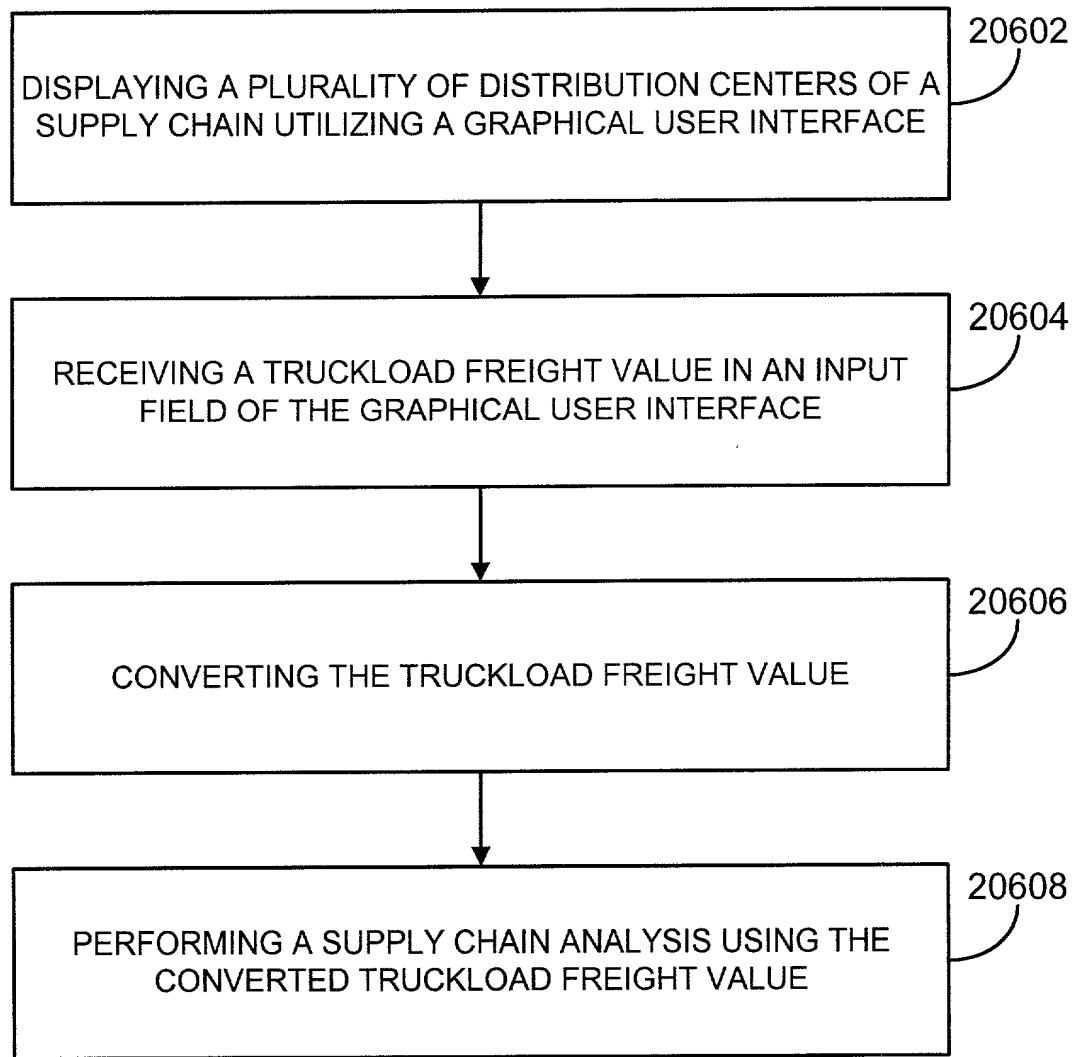 20602
DISPLAYING A PLURALITY OF DISTRIBUTION CENTERS OF A
SUPPLY CHAIN UTILIZING A GRAPHICAL USER INTERFACE
20604
RECEIVING A TRUCKLOAD FREIGHT VALUE IN AN INPUT
FIELD OF THE GRAPHICAL USER INTERFACE
20606
CONVERTING THE TRUCKLOAD FREIGHT VALUE
20608
PERFORMING A SUPPLY CHAIN ANALYSIS USING THE
CONVERTED TRUCKLOAD FREIGHT VALUE